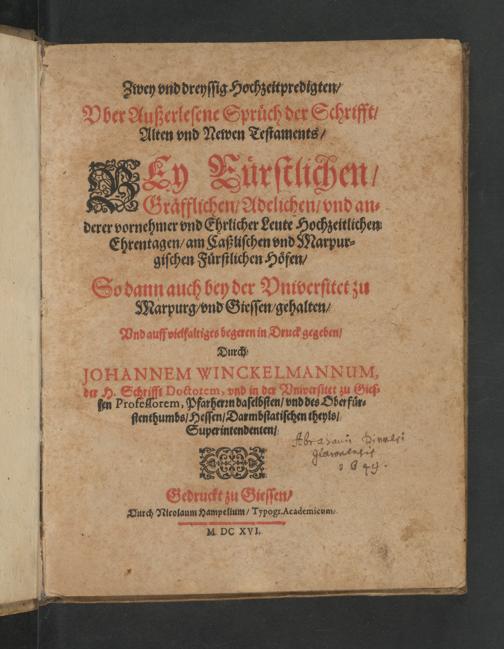 Zwey vnd dreyssig Hochzeitpredigten/
Vber Außerlesene Sprüch der Schrifft/
Alten vnd Newen Testaments/
BEy Fürstlichen/
Gräfflichen/Adelichen/vnd an-
derer vornehmer vnd Ehrlicher Leute Hochzeitlichen
Ehrentagen/am Caßlischen vnd Marpur-
gischen Fürstlichen Höfen/
So dann auch bey der Vniversitet zu
Marpurg/vnd Giessen/gehalten/
Vnd auff vielfaltiges begeren in Druck gegeben/
Durch
JOHANNEM WINCKELMANNUM,
der H. Schrifft Doctorem, vnd in der Vniversitet zu Gies-
sen Professorem, Pfarherrn daselbsten/vnd des Oberfür-
stenthumbs/Hessen/Darmbstatischen theyls/
Superintendenten/
Abrahami
Gedruckt zu Giessen/
Durch Nicolaum Hampelium/Typogr.Academicum.
M. DC XVI.